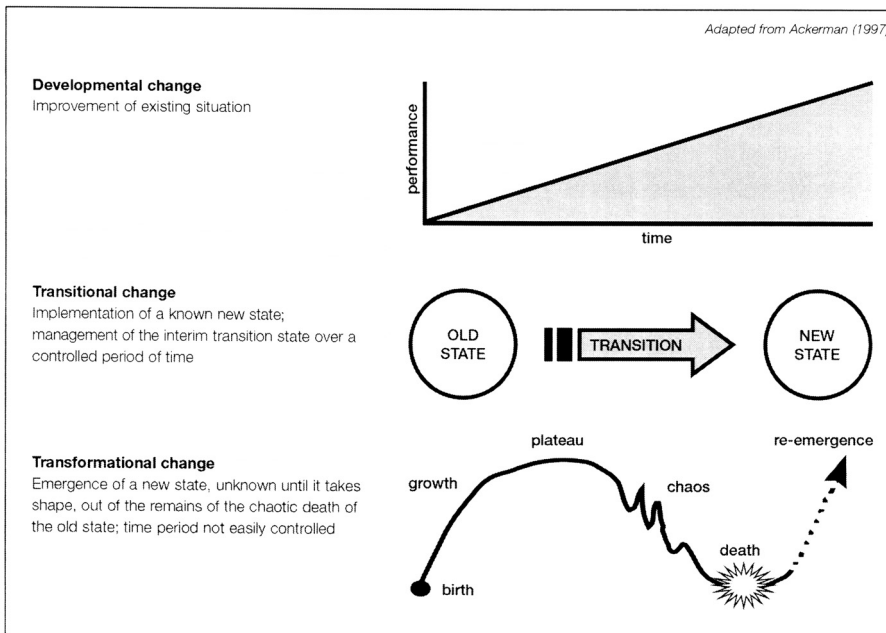 Adapted from Ackerman (1997)
Developmental change
Improvement of existing situation
performance
time
Transitional change
Implementation of a known new state;
management of the interim transition state over a
controlled period of time
OLD
STATE
TRANSITION
NEW
STATE
Transformational change
Emergence of a new state, unknown until it takes
shape, out of the remains of the chaotic death of
the old state; time period not easily controlled
birth
growth
plateau
chaos
death
re-emergence